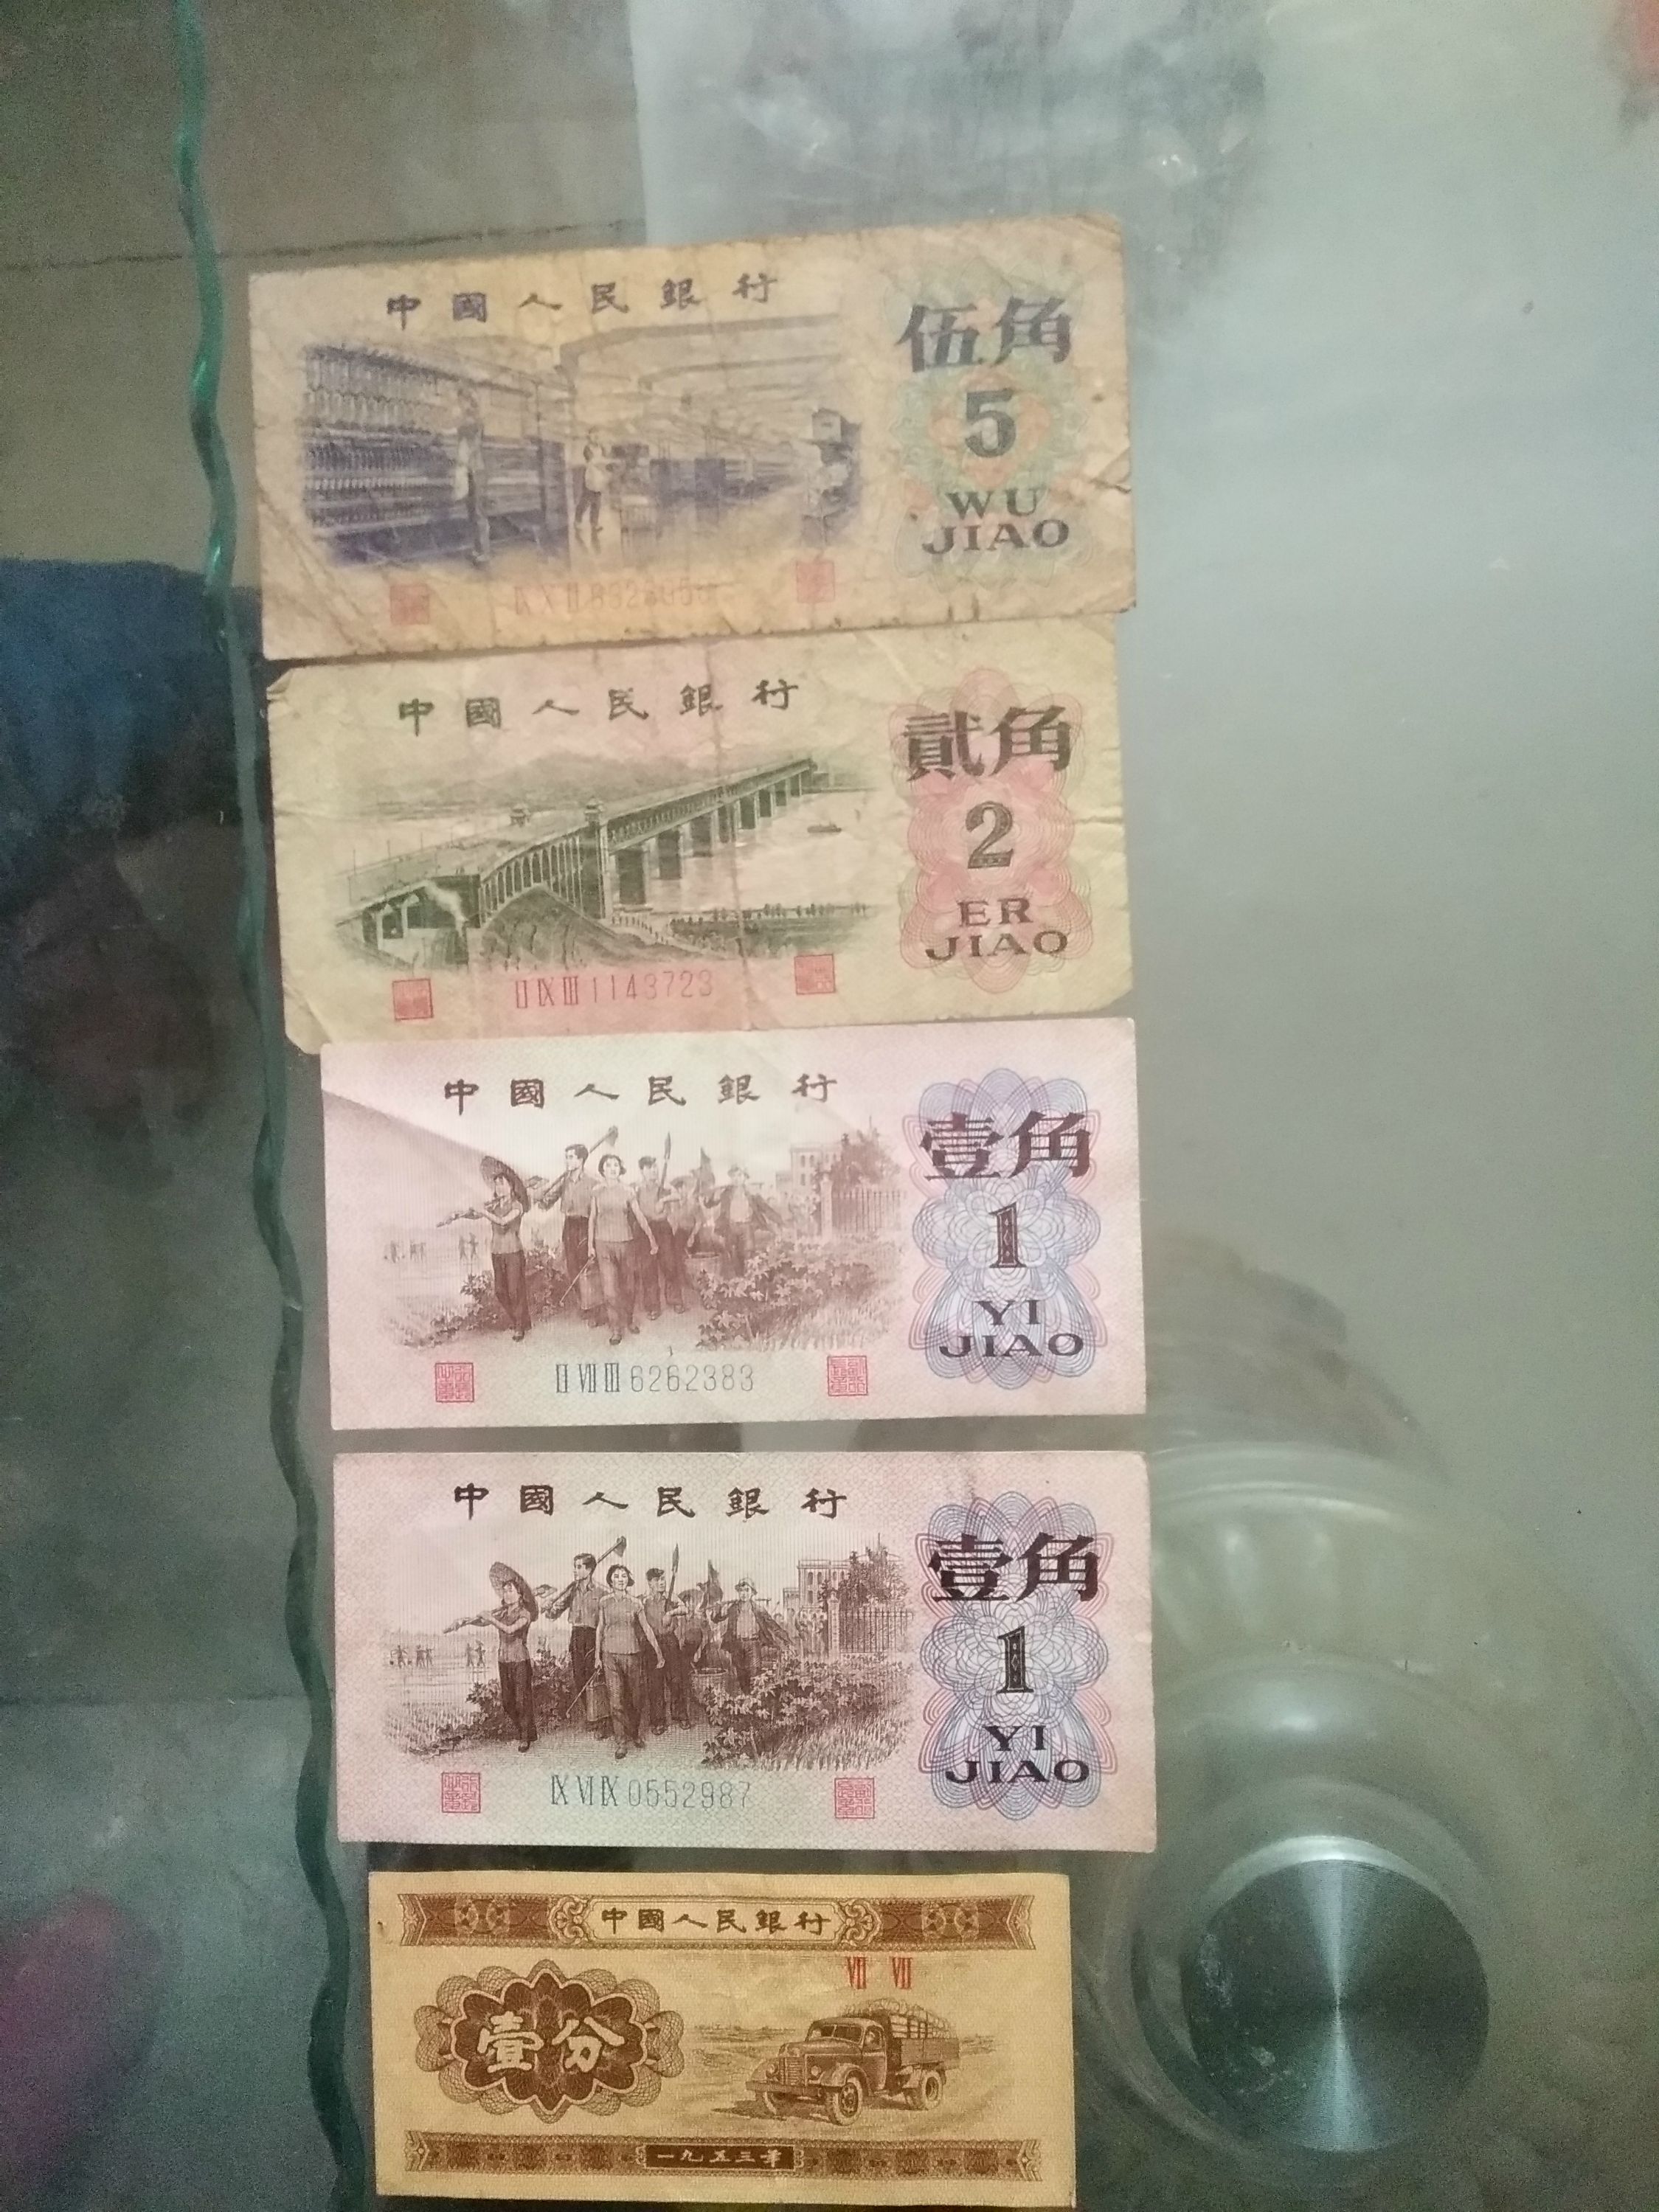 中國人民銀行
伍角
5
WU
JIAO
中國人民銀行
貳角
2
ER
JIAO
II IX III 1143723
中國人民銀行
壹角
1
YI
JIAO
II VII III 6262383
中國人民銀行
壹角
1
YI
JIAO
IX VI IX 0552987
中國人民銀行
VII VII
壹分
一九五三年